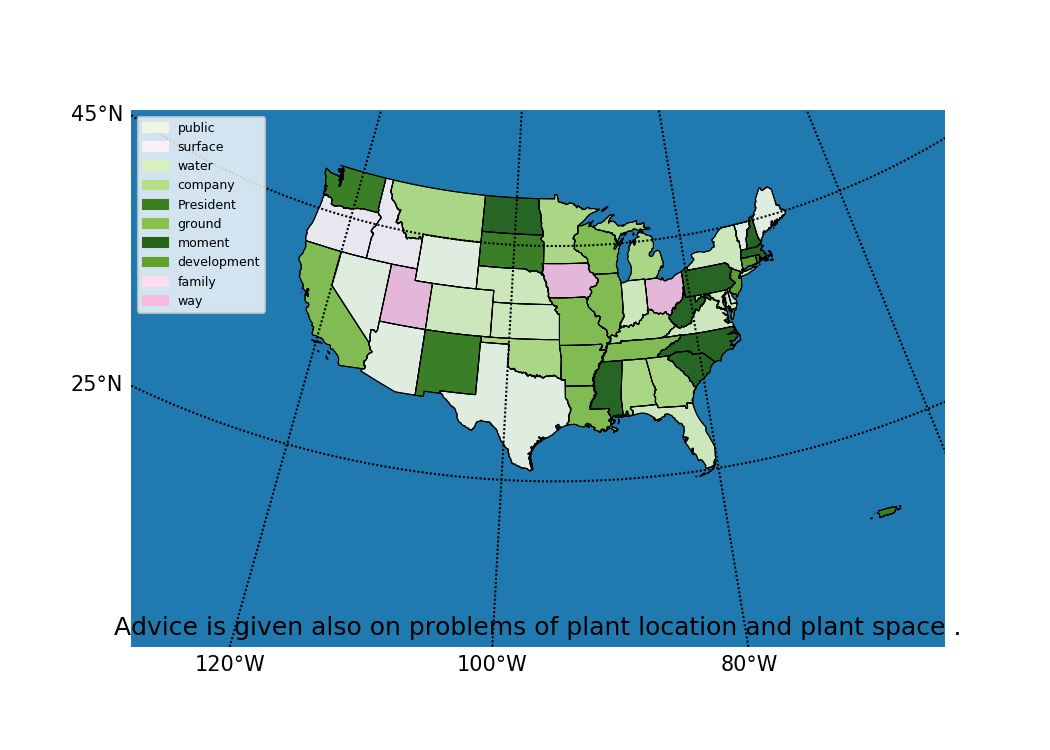 45°N
public
surface
water
company
President
ground
moment
development
family
way
25°N
Advice is given also on problems of plant location and plant space .
120°W 100°W 80°W